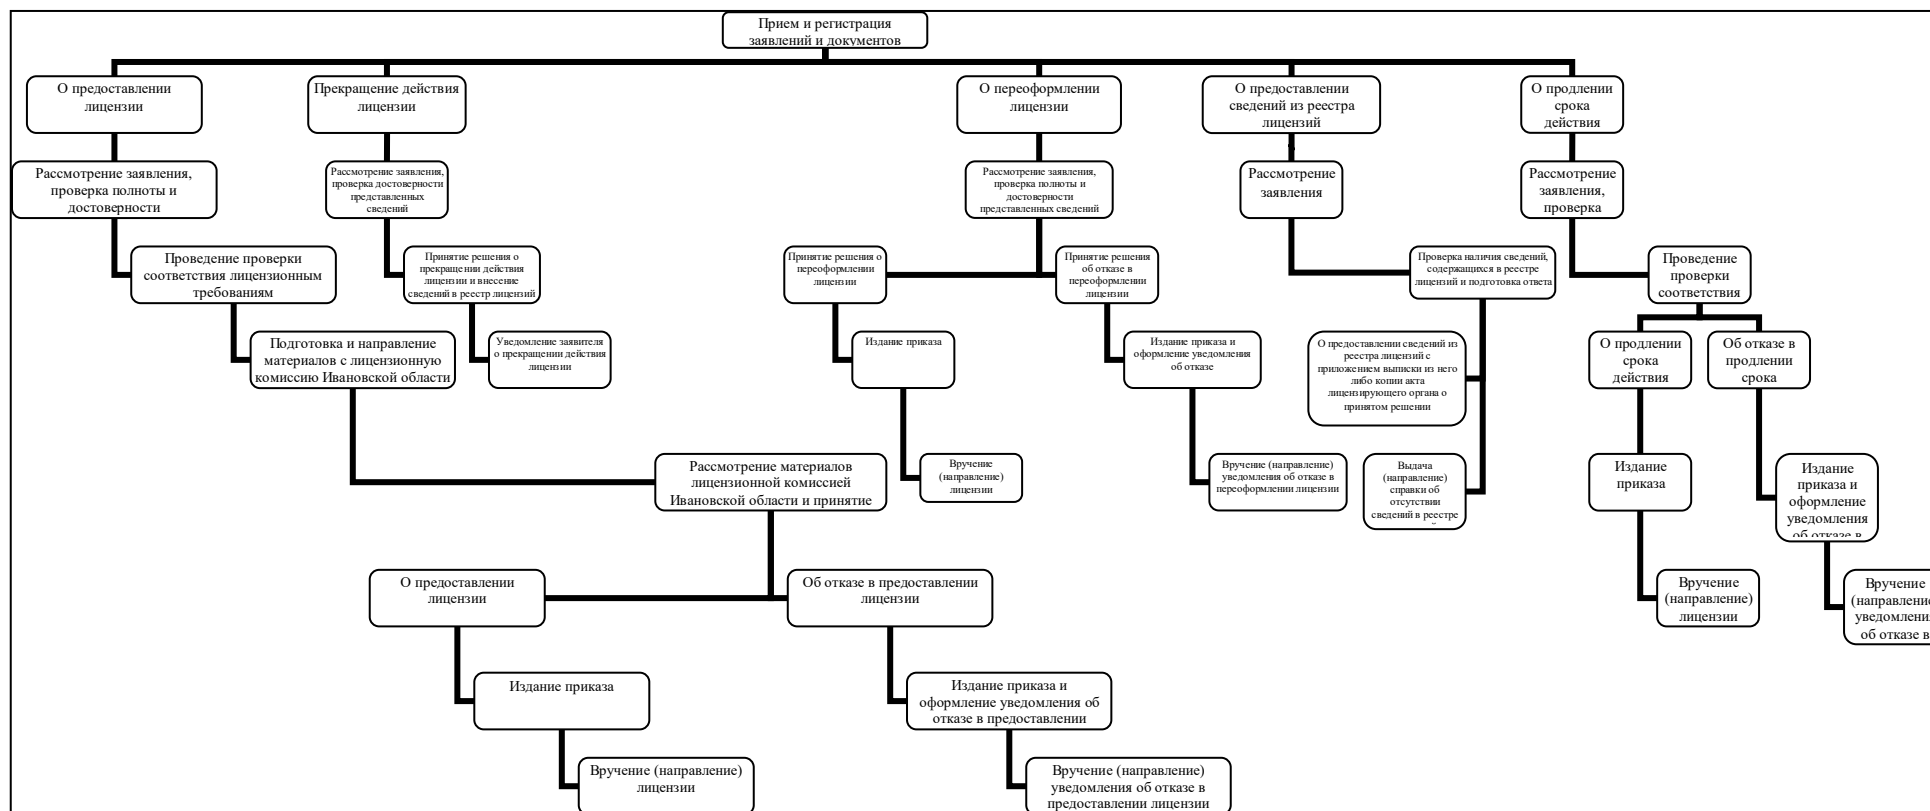 Прием и регистрация
заявлений и документов
О предоставлении
лицензии
Прекращение действия
лицензии
О переоформлении
лицензии
О предоставлении
сведений из реестра
лицензий
О продлении
срока
действия
Рассмотрение заявления,
проверка полноты и
достоверности
Рассмотрение заявления,
проверка достоверности
представленных
сведений
Рассмотрение заявления,
проверка полноты и
достоверности
представленных сведений
Рассмотрение
заявления
Рассмотрение
заявления,
проверка
Проведение проверки
соответствия лицензионным
требованиям
Принятие решения о
прекращении действия
лицензии и внесение
сведений в реестр лицензий
Принятие решения о
переоформлении
лицензии
Принятие решения
об отказе в
переоформлении
лицензии
Проверка наличия сведений,
содержащихся в реестре
лицензий и подготовка ответа
Проведение
проверки
соответствия
Подготовка и направление
материалов с лицензионную
комиссию Ивановской области
Уведомление заявителя
о прекращении действия
лицензии
Издание приказа
Издание приказа и
оформление уведомления
об отказе
О предоставлении сведений из
реестра лицензий с
приложением выписки из него
либо копии акта
лицензирующего органа о
принятом решении
О продлении
срока
действия
Об отказе в
продлении
срока
Рассмотрение материалов
лицензионной комиссией
Ивановской области и принятие
Вручение
(направление)
лицензии
Вручение (направление)
уведомления об отказе в
переоформлении лицензии
Выдача
(направление)
справки об
отсутствии
сведений в реестре
Издание
приказа
Издание
приказа и
оформление
уведомления
об отказе в
О предоставлении
лицензии
Об отказе в предоставлении
лицензии
Вручение
(направление)
лицензии
Вручение
(направление
уведомления
об отказе в
Издание приказа
Издание приказа и
оформление уведомления об
отказе в предоставлении
Вручение (направление)
лицензии
Вручение (направление)
уведомления об отказе в
предоставлении лицензии